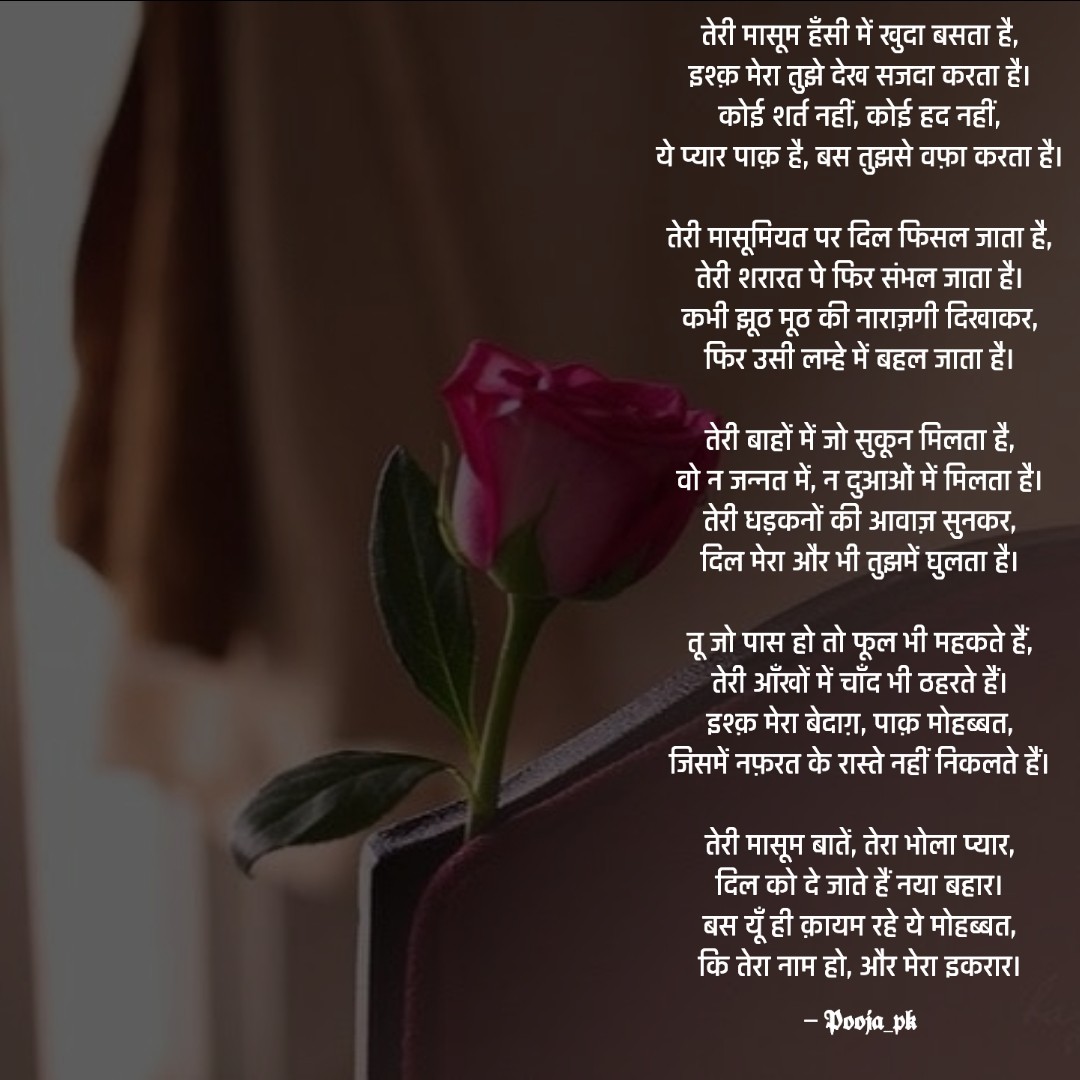 तेरी मासूम हँसी में खुदा बसता है,
इश्क़ मेरा तुझे देख सजदा करता है।
कोई शर्त नहीं, कोई हद नहीं,
ये प्यार पाक़ है, बस तुझसे वफ़ा करता है।
तेरी मासूमियत पर दिल फिसल जाता है,
तेरी शरारत पे फिर संभल जाता है।
कभी झूठ मूठ की नाराज़गी दिखाकर,
फिर उसी लम्हे में बहल जाता है।
तेरी बाहों में जो सुकून मिलता है,
वो न जन्नत में, न दुआओं में मिलता है।
तेरी धड़कनों की आवाज़ सुनकर,
दिल मेरा और भी तुझमें घुलता है।
तू जो पास हो तो फूल भी महकते हैं,
तेरी आँखों में चाँद भी ठहरते हैं।
इश्क़ मेरा बेदाग़, पाक़ मोहब्बत,
जिसमें नफ़रत के रास्ते नहीं निकलते हैं।
तेरी मासूम बातें, तेरा भोला प्यार,
दिल को दे जाते हैं नया बहार।
बस यूँ ही क़ायम रहे ये मोहब्बत,
कि तेरा नाम हो, और मेरा इकरार।
– Pooja_pk